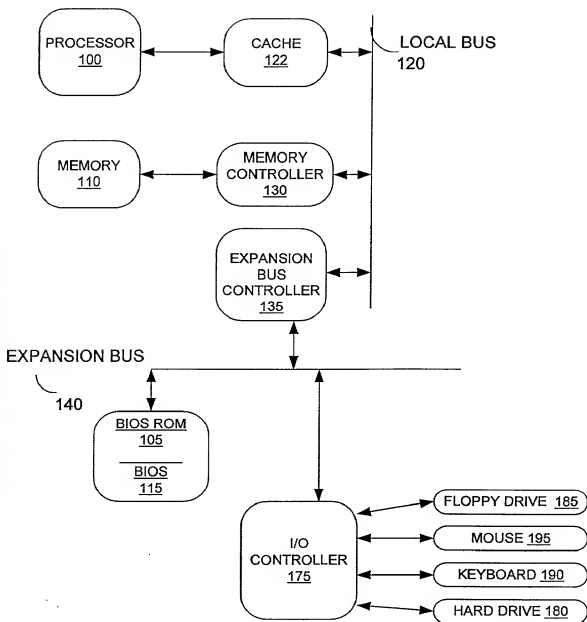 PROCESSOR
100
CACHE
122
LOCAL BUS
120
MEMORY
110
MEMORY
CONTROLLER
130
EXPANSION
BUS
CONTROLLER
135
EXPANSION BUS
140
BIOS ROM
105
BIOS
115
I/O
CONTROLLER
175
FLOPPY DRIVE 185
MOUSE 195
KEYBOARD 190
HARD DRIVE 180